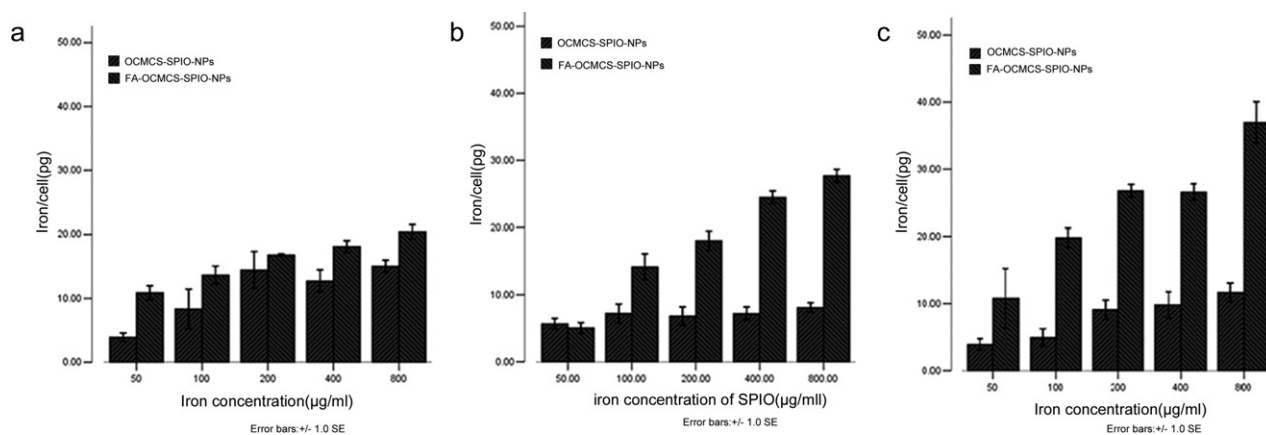 a
50.00
40.00
30.00
20.00
10.00
0.00
Iron/cell(pg)
OCMCS-SPIO-NPs
FA-OCMCS-SPIO-NPs
50 100 200 400 800
Iron concentration(µg/ml)
Error bars:+/- 1.0 SE
b
50.00
40.00
30.00
20.00
10.00
0.00
Iron/cell(pg)
OCMCS-SPIO-NPs
FA-OCMCS-SPIO-NPs
50.00 100.00 200.00 400.00 800.00
iron concentration of SPIO(µg/mll)
Error bars:+/- 1.0 SE
c
50.00
40.00
30.00
20.00
10.00
0.00
Iron/cell(pg)
OCMCS-SPIO-NPs
FA-OCMCS-SPIO-NPs
50 100 200 400 800
Iron concentration(µg/ml)
Error bars:+/- 1.0 SE